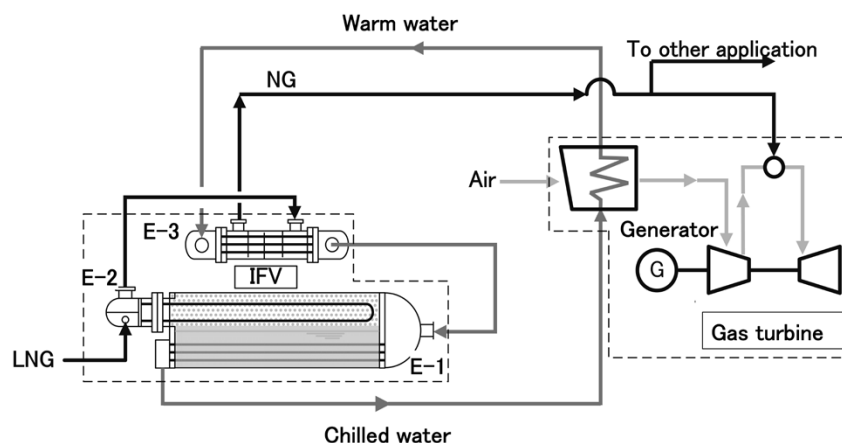 Warm water
To other application
NG
Air
E-3
Generator
E-2
IFV
G
Gas turbine
LNG
E-1
Chilled water